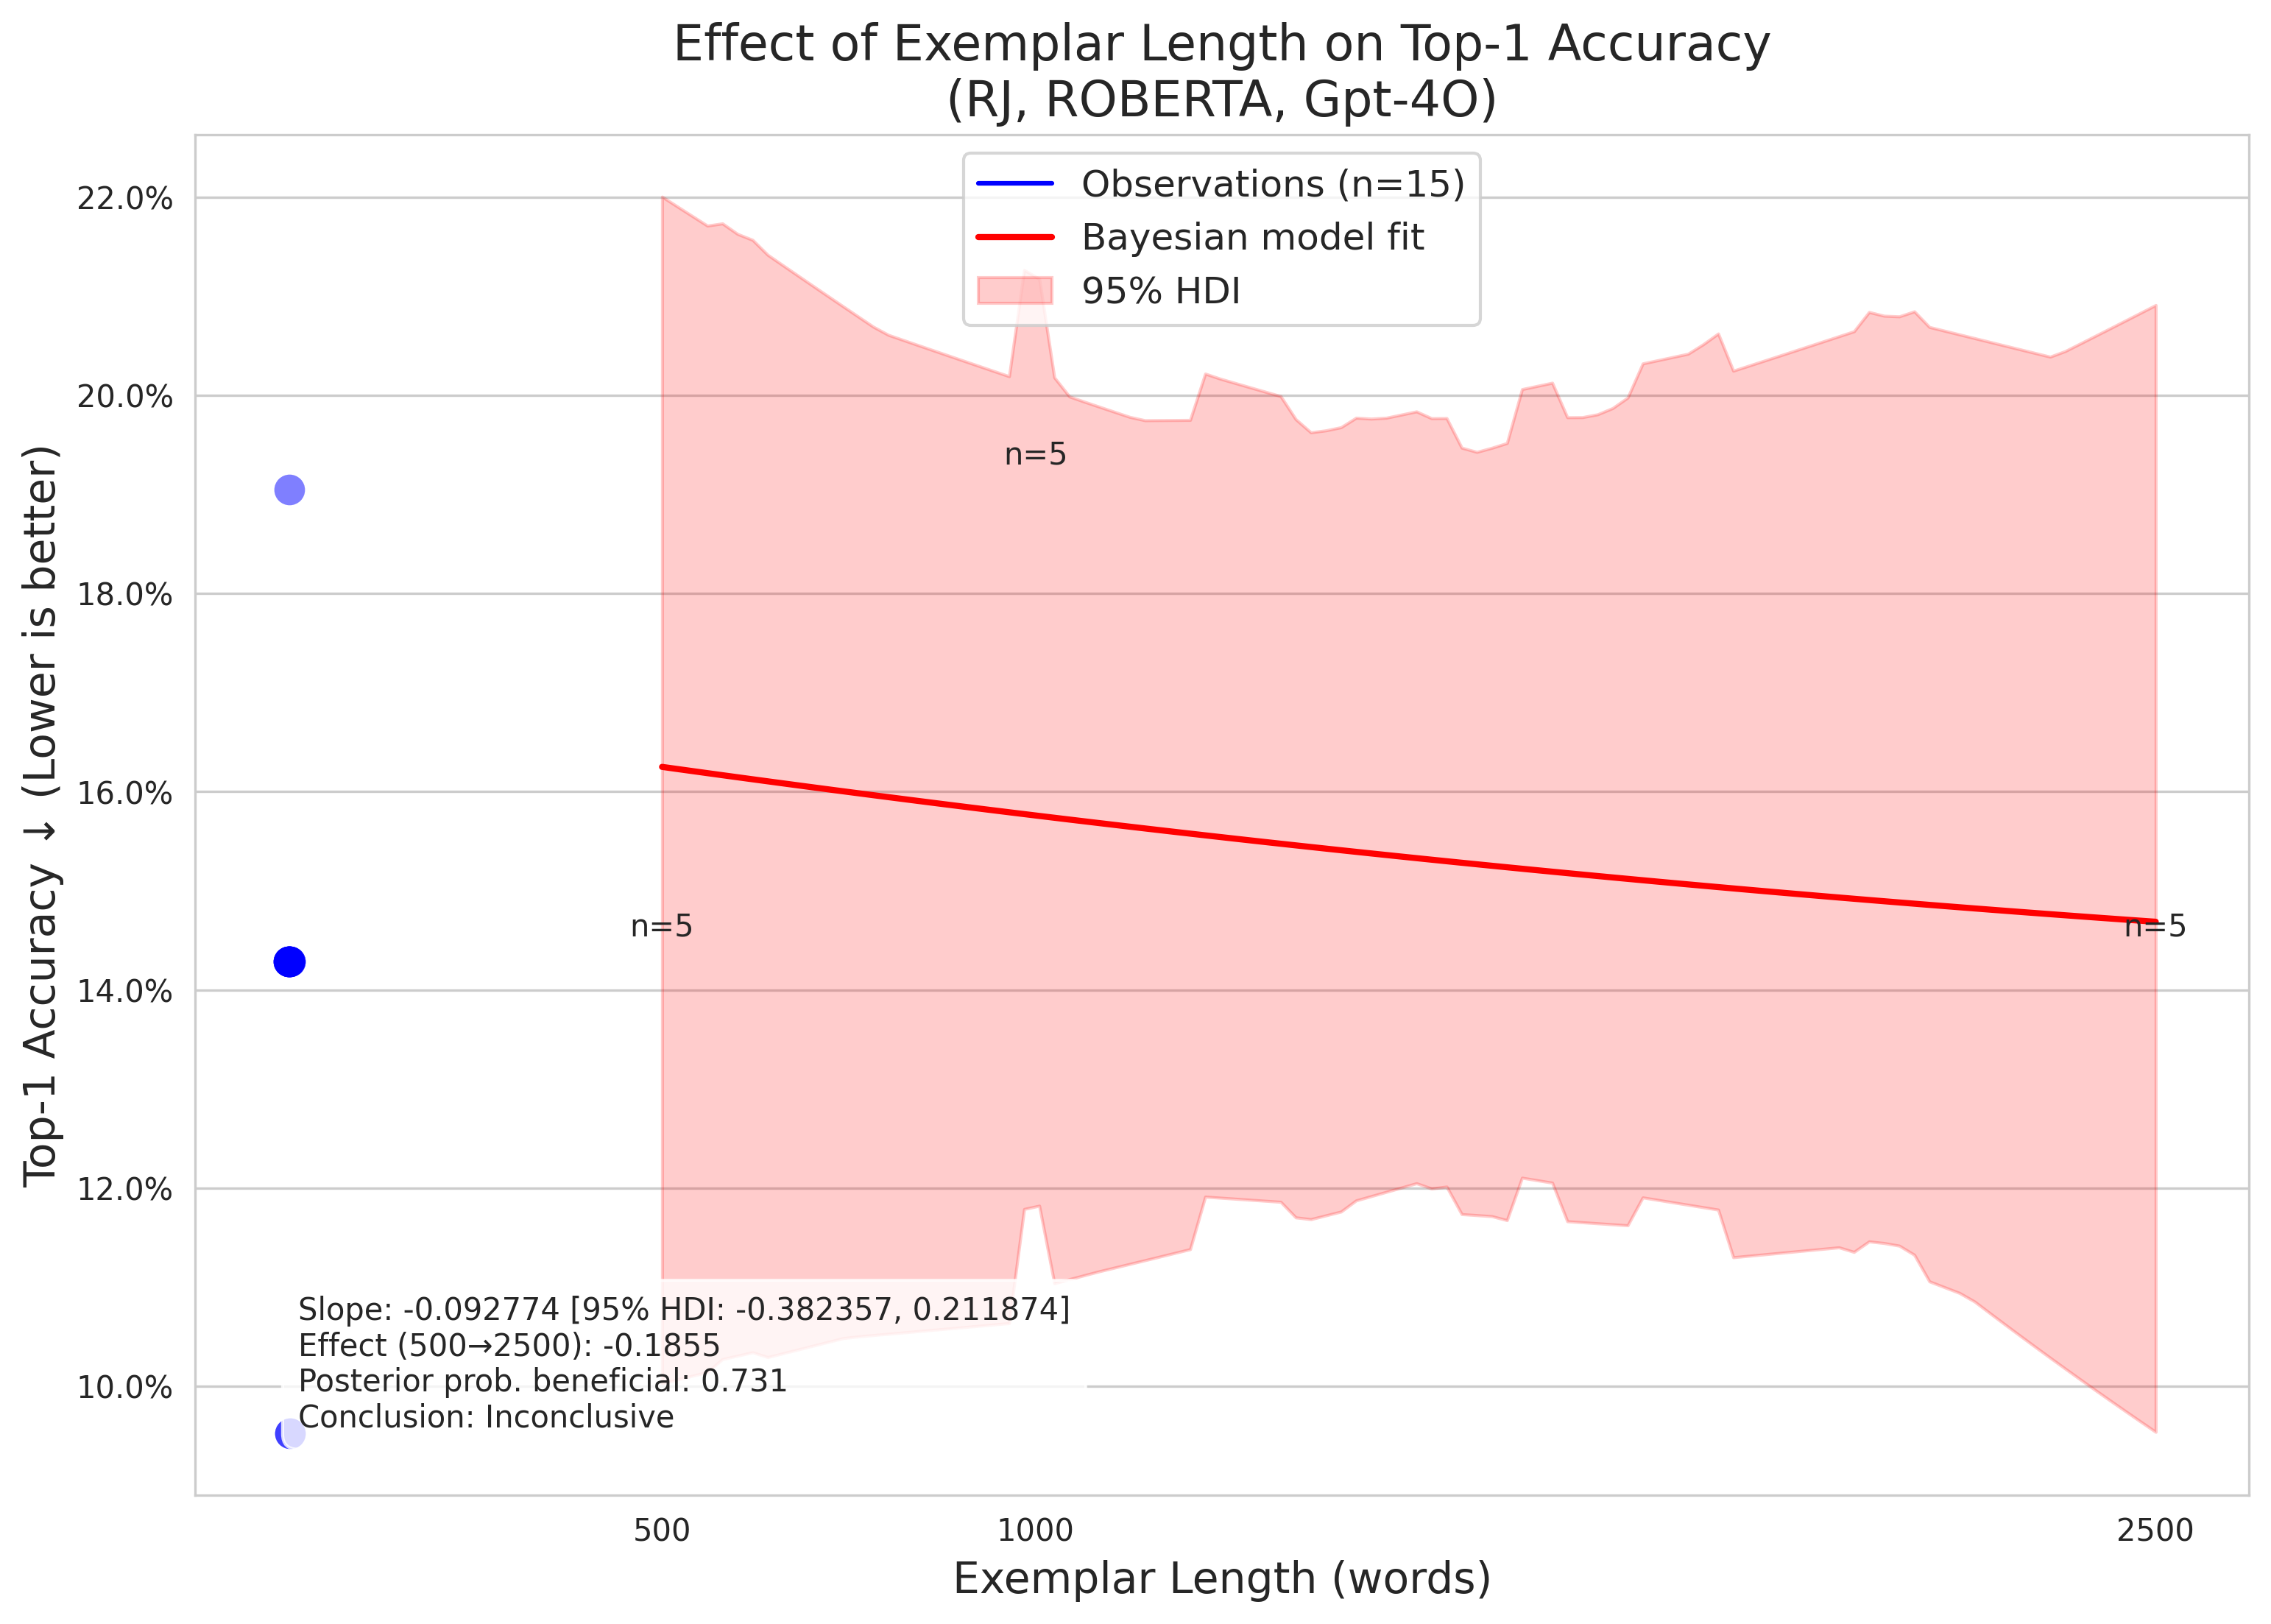 Effect of Exemplar Length on Top-1 Accuracy
(RJ, ROBERTA, Gpt-4O)
Observations (n=15)
Bayesian model fit
95% HDI
Top-1 Accuracy ↓ (Lower is better)
22.0%
20.0%
18.0%
16.0%
14.0%
12.0%
10.0%
n=5
n=5
n=5
Slope: -0.092774 [95% HDI: -0.382357, 0.211874]
Effect (500→2500): -0.1855
Posterior prob. beneficial: 0.731
Conclusion: Inconclusive
500
1000
2500
Exemplar Length (words)